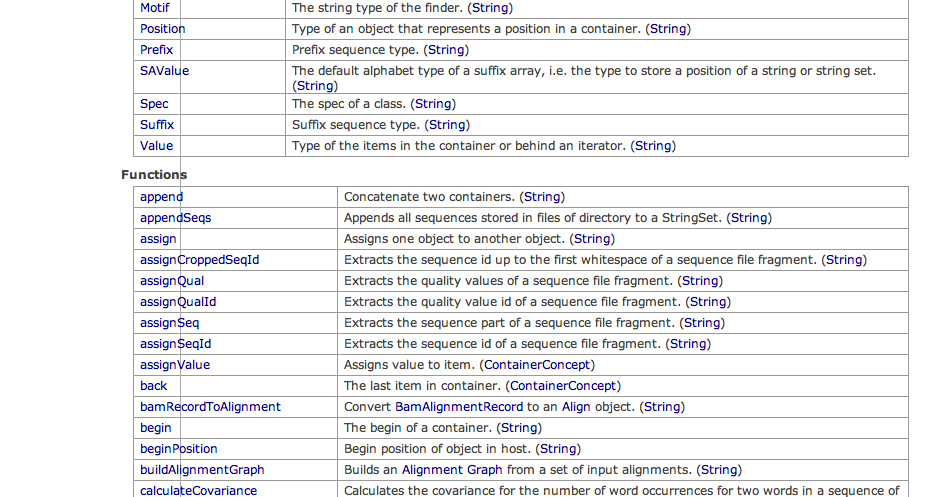 Motif The string type of the finder. (String)
Position Type of an object that represents a position in a container. (String)
Prefix Prefix sequence type. (String)
SAValue The default alphabet type of a suffix array, i.e. the type to store a position of a string or string set.
(String)
Spec The spec of a class. (String)
Suffix Suffix sequence type. (String)
Value Type of the items in the container or behind an iterator. (String)
Functions
append Concatenate two containers. (String)
appendSeqs Appends all sequences stored in files of directory to a StringSet. (String)
assign Assigns one object to another object. (String)
assignCroppedSeqId Extracts the sequence id up to the first whitespace of a sequence file fragment. (String)
assignQual Extracts the quality values of a sequence file fragment. (String)
assignQualId Extracts the quality value id of a sequence file fragment. (String)
assignSeq Extracts the sequence part of a sequence file fragment. (String)
assignSeqId Extracts the sequence id of a sequence file fragment. (String)
assignValue Assigns value to item. (ContainerConcept)
back The last item in container. (ContainerConcept)
bamRecordToAlignment Convert BamAlignmentRecord to an Align object. (String)
begin The begin of a container. (String)
beginPosition Begin position of object in host. (String)
buildAlignmentGraph Builds an Alignment Graph from a set of input alignments. (String)
calculateCovariance Calculates the covariance for the number of word occurrences for two words in a sequence of